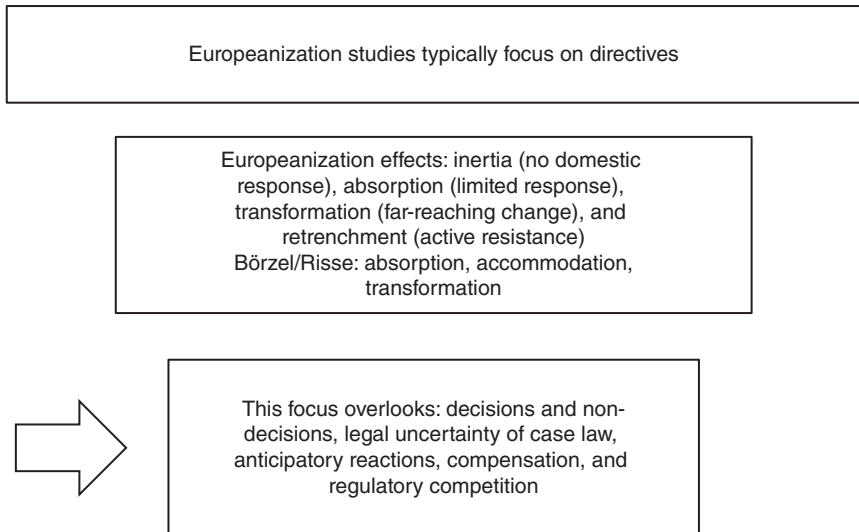 Europeanization studies typically focus on directives
Europeanization effects: inertia (no domestic
response), absorption (limited response),
transformation (far-reaching change), and
retrenchment (active resistance)
Börzel/Risse: absorption, accommodation,
transformation
This focus overlooks: decisions and non-
decisions, legal uncertainty of case law,
anticipatory reactions, compensation, and
regulatory competition